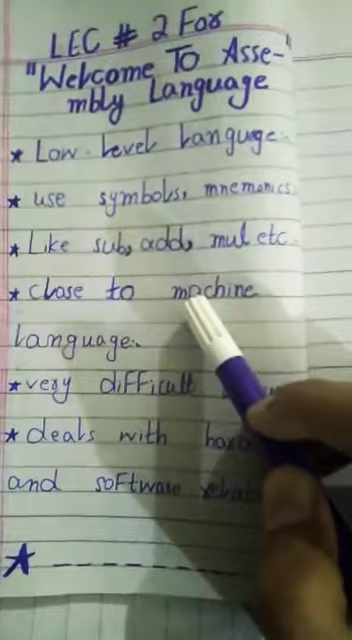 LEC # 2 For
"Welcome To Asse-"
mbly Language
* Low level languge.
* use symbols, mnemonics
* Like sub, add, mul etc.
* close to machine
language.
* very difficult
* deals with
and software